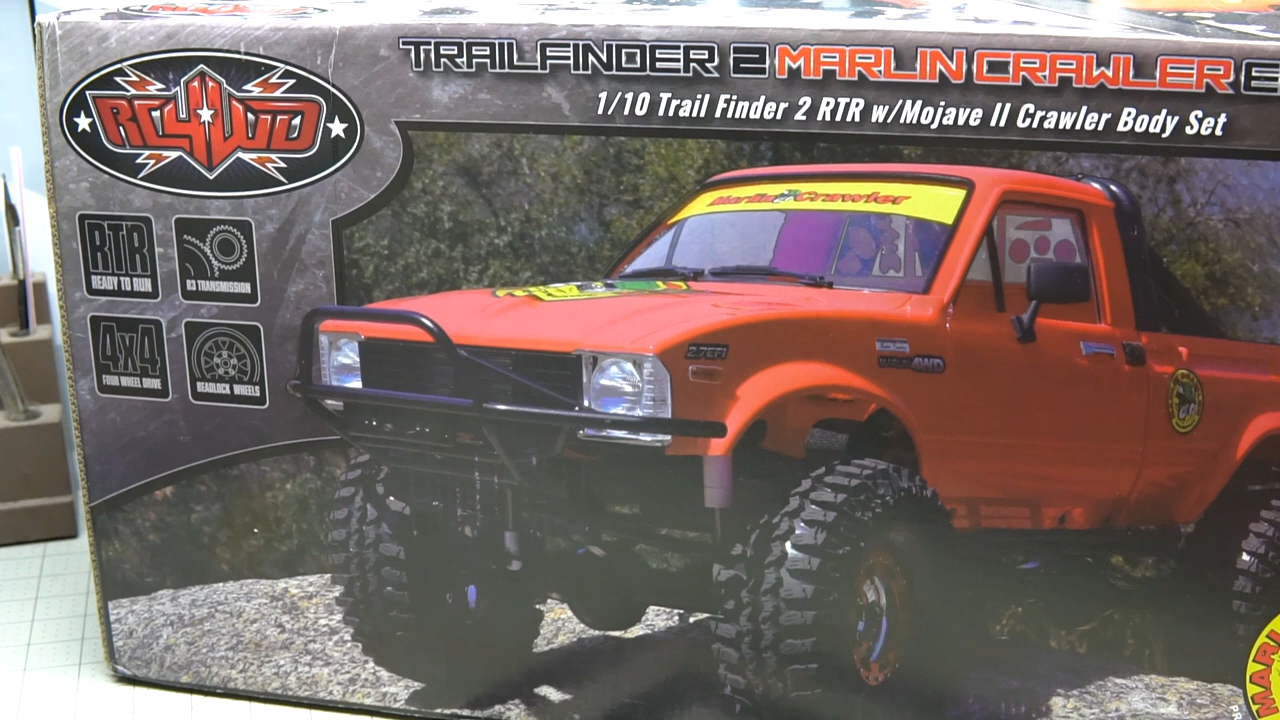 TRAILFINDER 2 MARLIN CRAWLER E
1/10 Trail Finder 2 RTR w/Mojave II Crawler Body Set
RC4WD
RTR
READY TO RUN
R3 TRANSMISSION
4x4
FOUR WHEEL DRIVE
BEADLOCK WHEELS
Marlin Crawler
2.7EFI
4WD
MARL